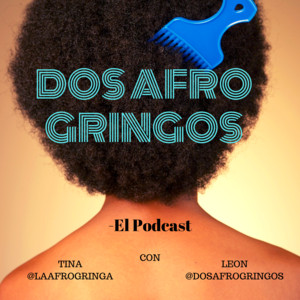 DOS AFRO
GRINGOS
-El Podcast
TINA CON LEON
@LAAFROGRINGA @DOSAFROGRINGOS